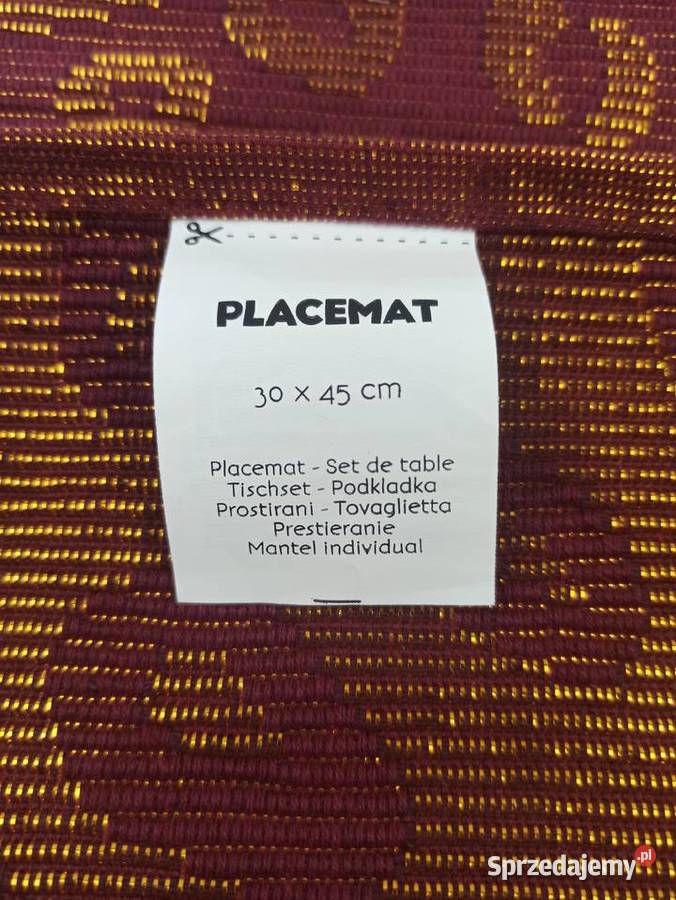 PLACEMAT
30 x 45 cm
Placemat - Set de table
Tischset - Podkladka
Prostirani - Tovaglietta
Prestieranie
Mantel individual
Sprzedajemy.pl